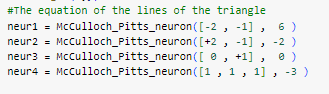 #The equation of the lines of the triangle
neur1 = McCulloch_Pitts_neuron([-2 , -1] ,  6 )
neur2 = McCulloch_Pitts_neuron([+2 , -1] , -2 )
neur3 = McCulloch_Pitts_neuron([ 0 , +1] ,  0 )
neur4 = McCulloch_Pitts_neuron([1 , 1 , 1] , -3 )